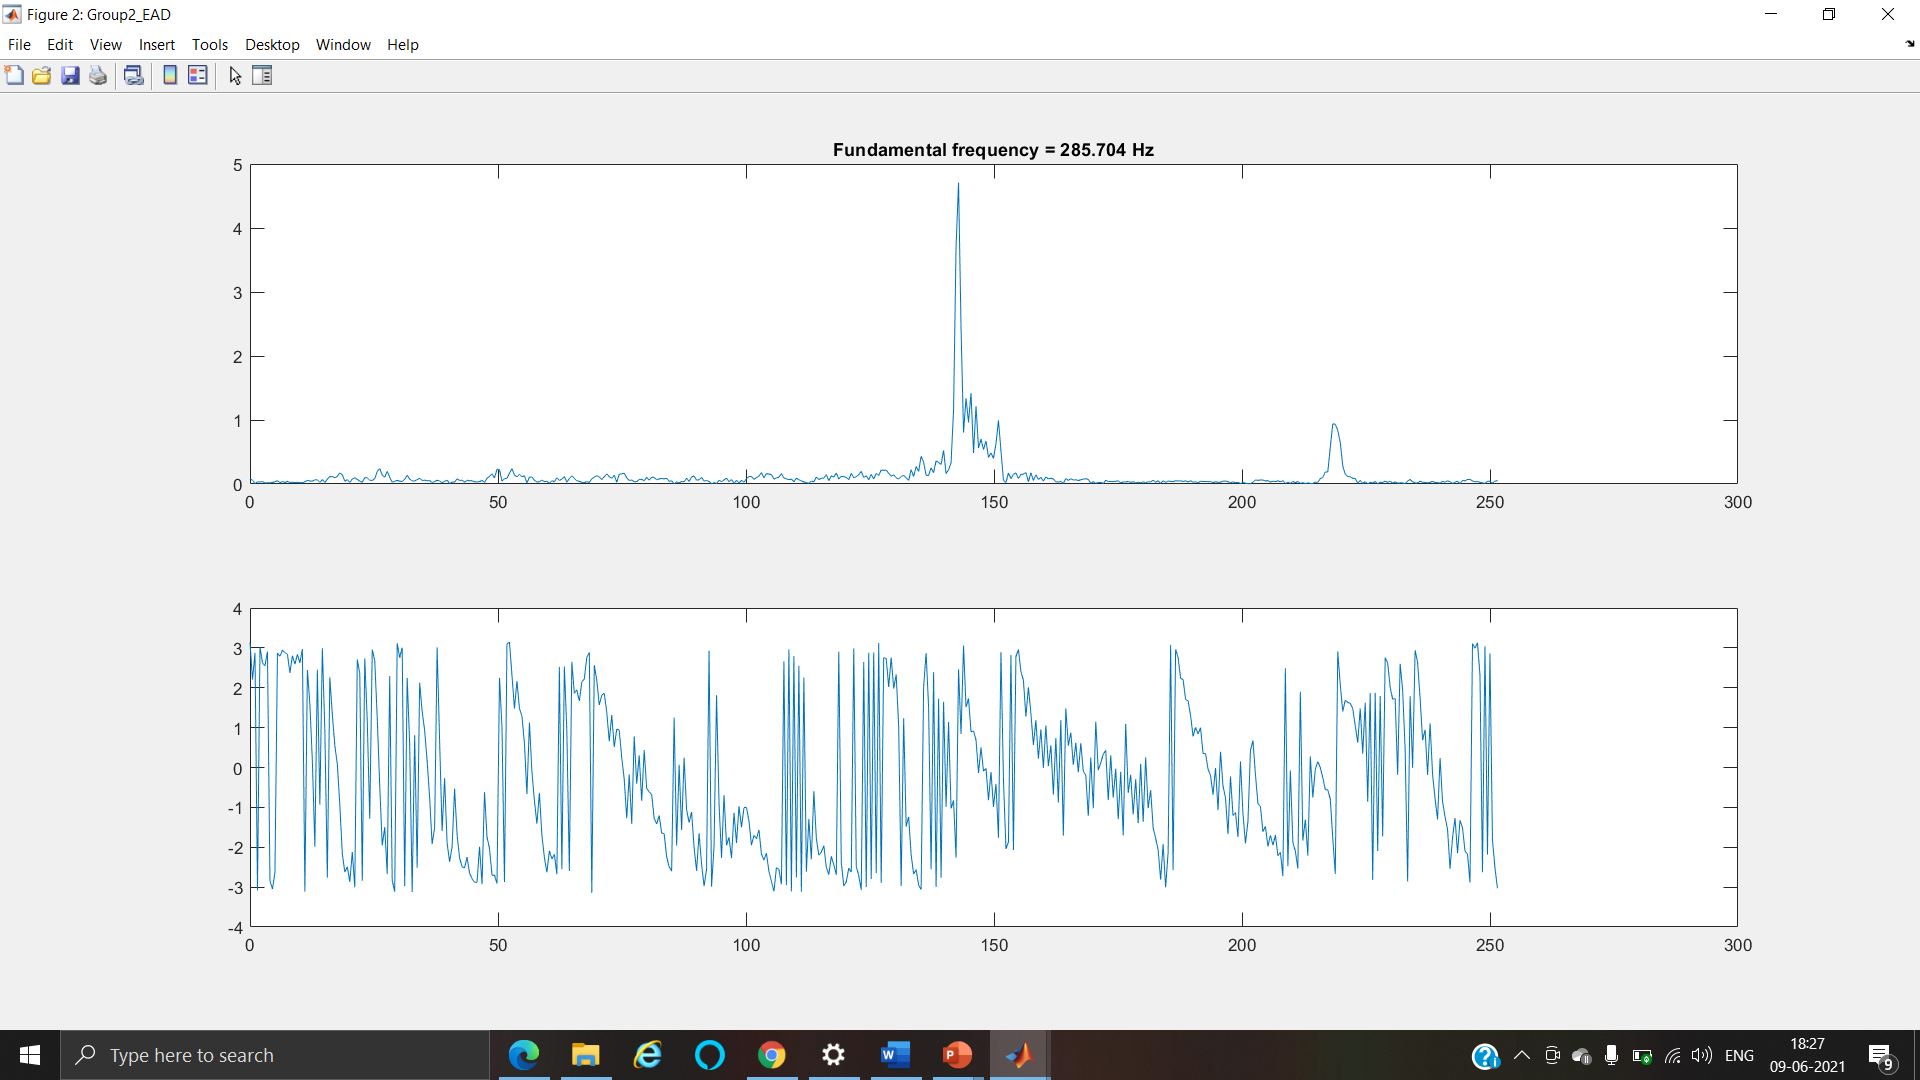 Figure 2: Group2_EAD
File Edit View Insert Tools Desktop Window Help
Fundamental frequency = 285.704 Hz
5
4
3
2
1
0
0 50 100 150 200 250 300
4
3
2
1
0
-1
-2
-3
-4
0 50 100 150 200 250 300
Type here to search
W
P
ENG
18:27
09-06-2021
9